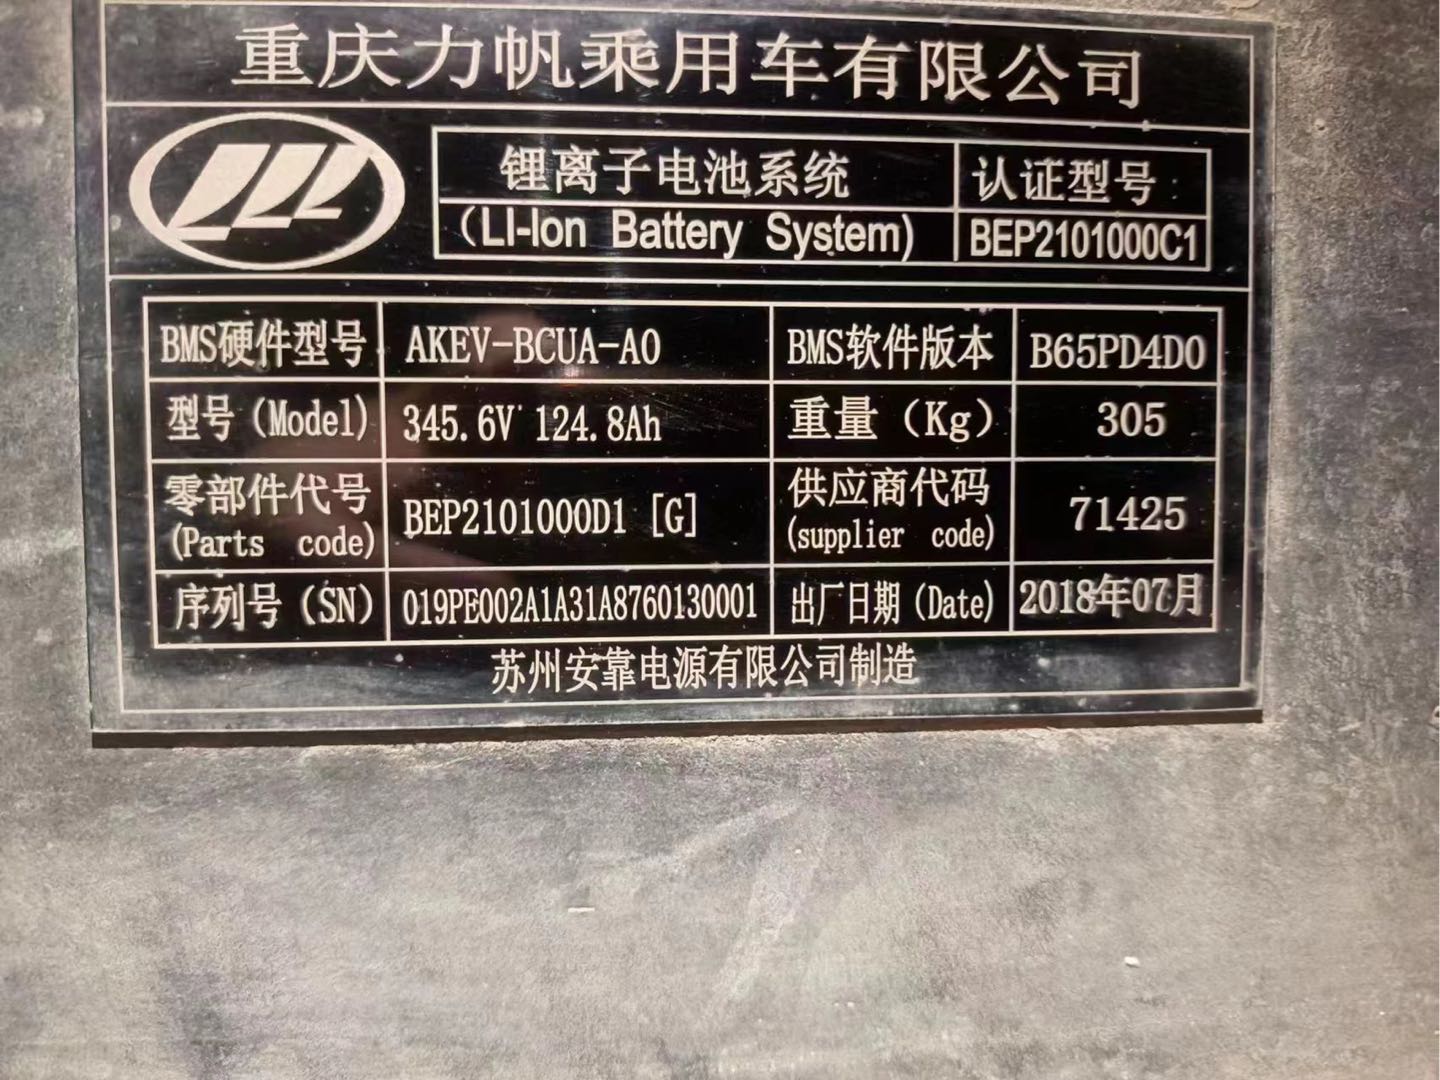 重庆力帆乘用车有限公司
锂离子电池系统 认证型号
(LI-Ion Battery System) BEP2101000C1
BMS硬件型号 AKEV-BCUA-A0 BMS软件版本 B65PD4D0
型号(Model) 345.6V 124.8Ah 重量(Kg) 305
零部件代号 供应商代码
(Parts code) BEP2101000D1 [G] (supplier code) 71425
序列号(SN) 019PE002A1A31A8760130001 出厂日期(Date) 2018年07月
苏州安靠电源有限公司制造